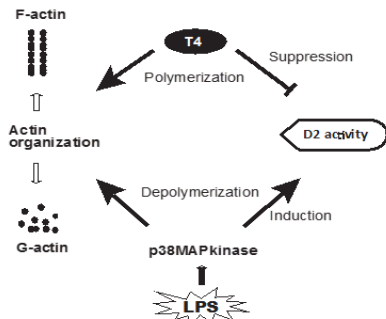 F-actin
T4
Suppression
Polymerization
Actin
organization
D2 activity
Depolymerization
Induction
G-actin
p38MAPkinase
LPS